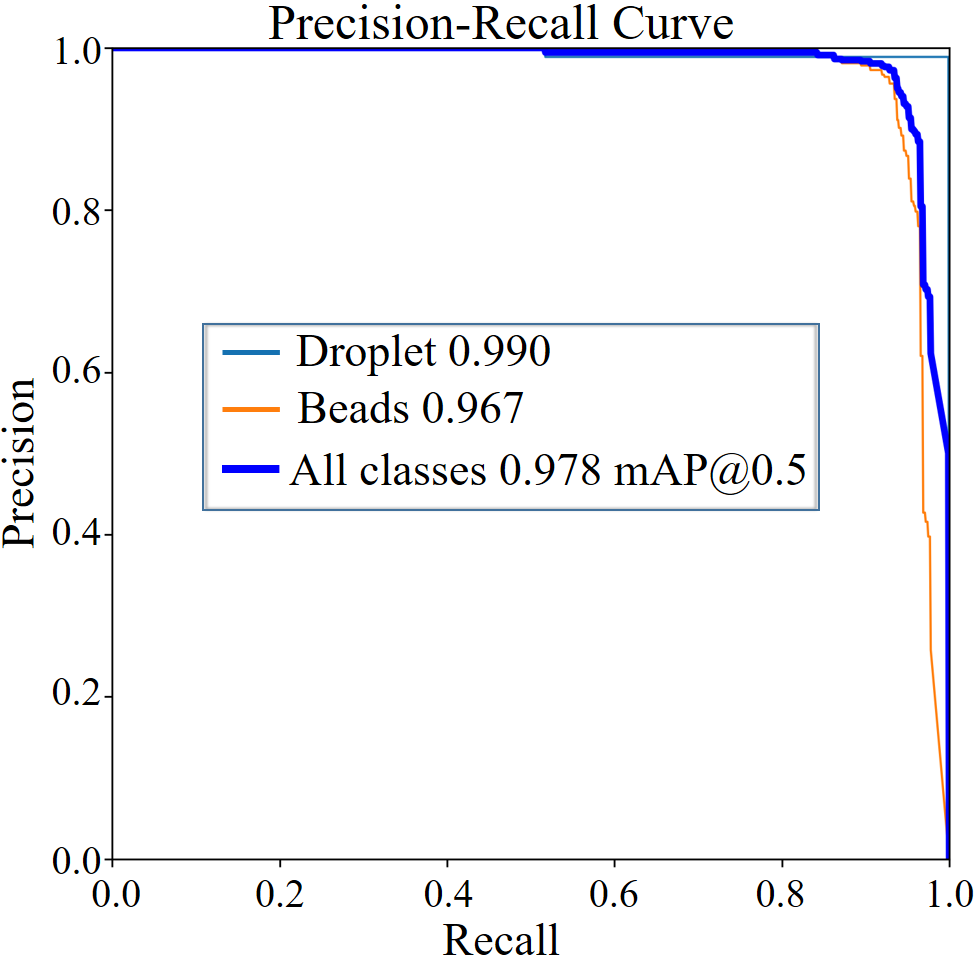 Precision-Recall Curve
Precision
1.0
0.8
0.6
0.4
0.2
0.0
Droplet 0.990
Beads 0.967
All classes 0.978 mAP@0.5
0.0 0.2 0.4 0.6 0.8 1.0
Recall